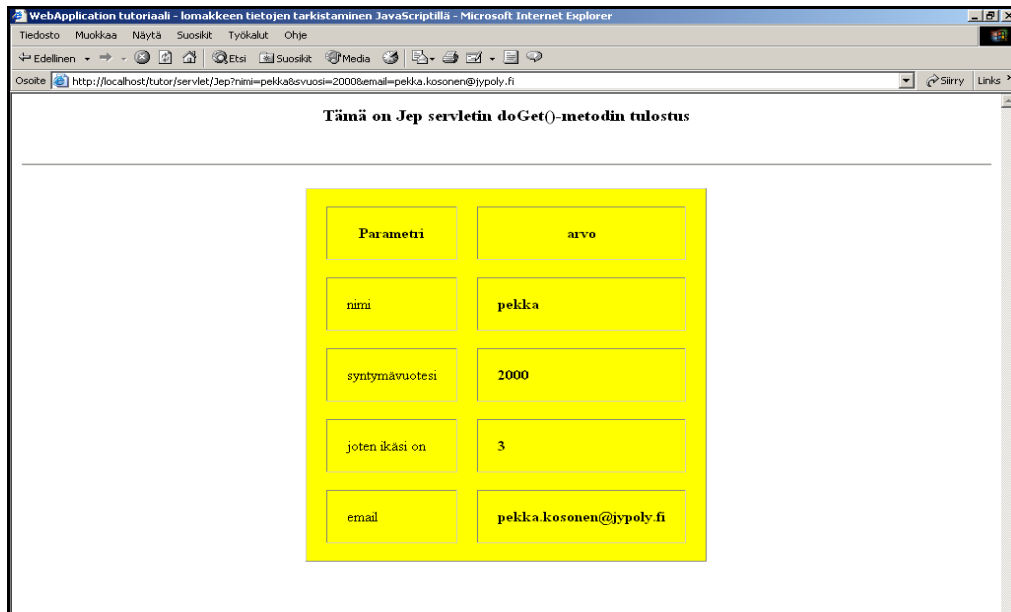 WebApplication tutoriaali - lomakkeen tietojen tarkistaminen JavaScriptillä - Microsoft Internet Explorer
Tiedosto Muokkaa Näytä Suosikit Työkalut Ohje
Edellinen Etsi Suosikit Media
Osoite http://localhost/tutor/servlet/Jep?nimi=pekka&svuosi=2000&email=pekka.kosonen@jypoly.fi Siirry Links
Tämä on Jep servletin doGet()-metodin tulostus
Parametri arvo
nimi pekka
syntymävuotesi 2000
joten ikäsi on 3
email pekka.kosonen@jypoly.fi